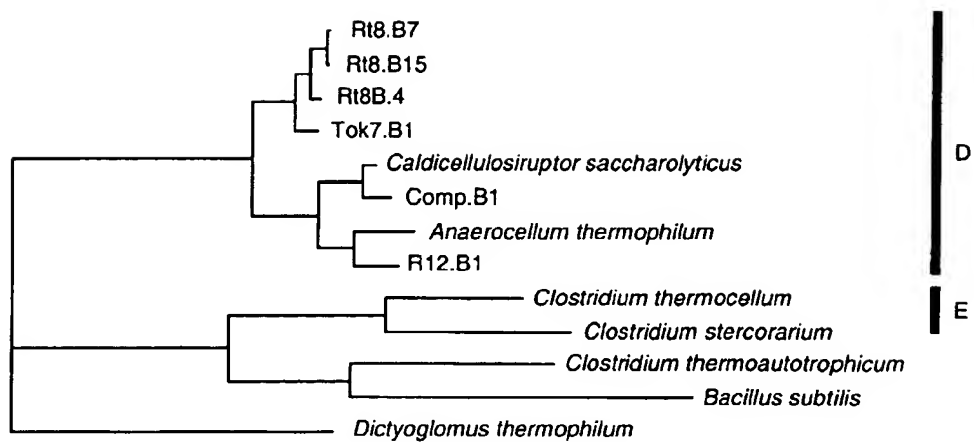 Rt8.B7
Rt8.B15
Rt8B.4
Tok7.B1
Caldicellulosiruptor saccharolyticus
Comp.B1
Anaerocellum thermophilum
R12.B1
D
Clostridium thermocellum
E
Clostridium stercorarium
Clostridium thermoautotrophicum
Bacillus subtilis
Dictyoglomus thermophilum